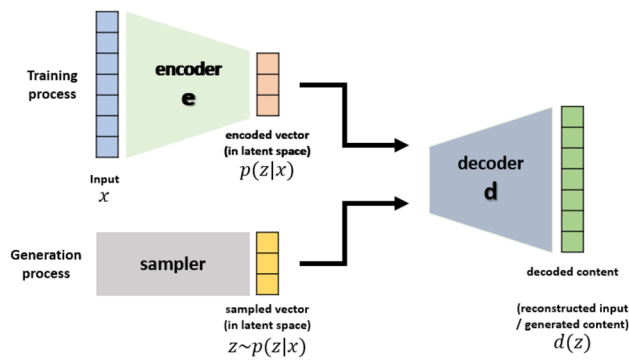 Training
process
encoder
e
Input
x
encoded vector
(in latent space)
p(z|x)
decoder
d
Generation
process
sampler
sampled vector
(in latent space)
z~p(z|x)
decoded content
(reconstructed input
/ generated content)
d(z)